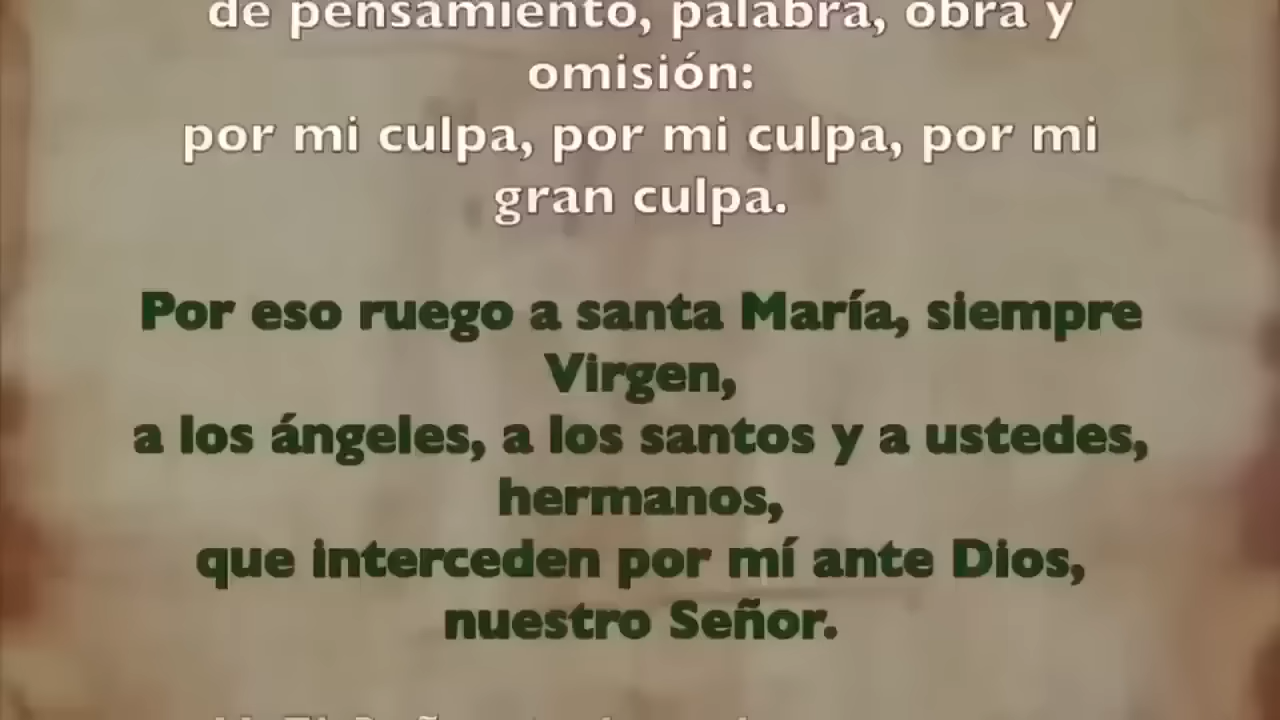 de pensamiento, palabra, obra y
omisión:
por mi culpa, por mi culpa, por mi
gran culpa.
Por eso ruego a santa María, siempre
Virgen,
a los ángeles, a los santos y a ustedes,
hermanos,
que interceden por mí ante Dios,
nuestro Señor.